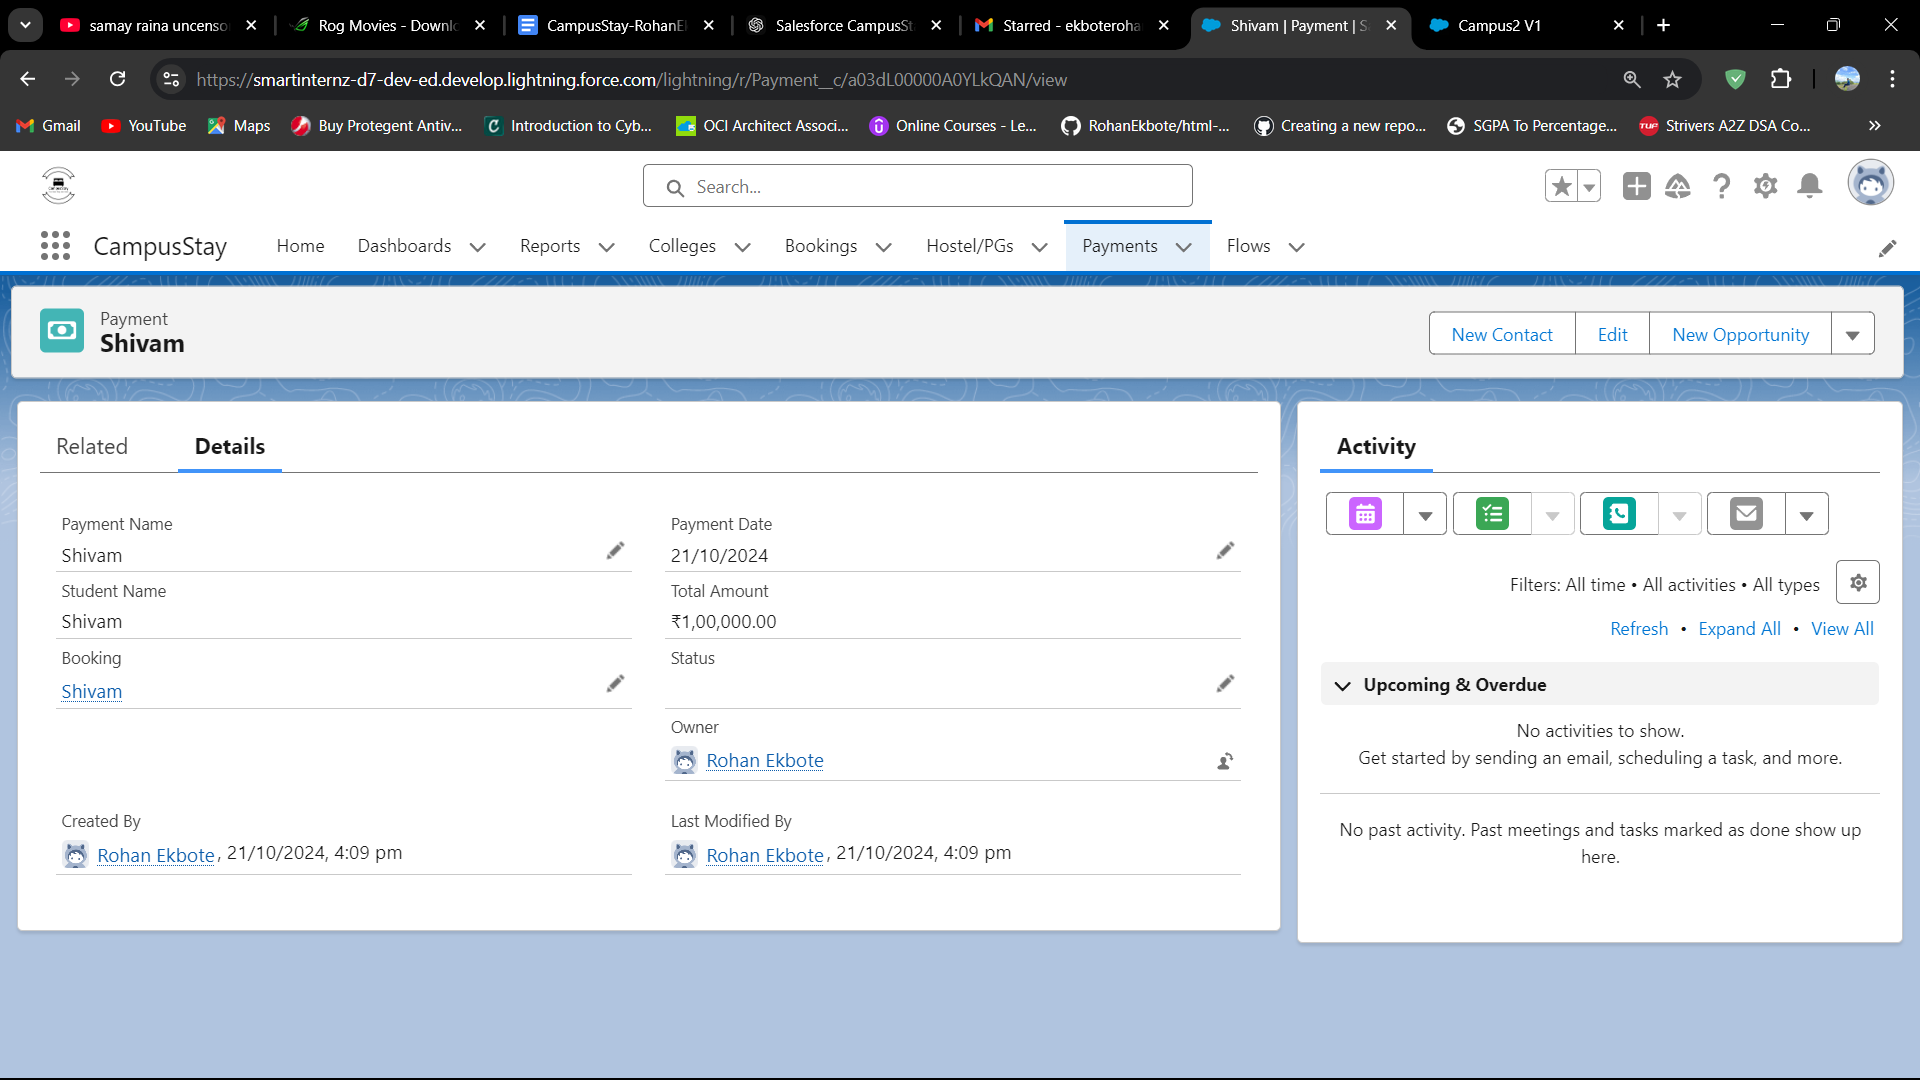 samay raina uncenso
Rog Movies - Downlo
CampusStay-RohanEk
Salesforce CampusSta
Starred - ekboteroha
Shivam | Payment | S
Campus2 V1
https://smartinternz-d7-dev-ed.develop.lightning.force.com/lightning/r/Payment__c/a03dL00000A0YLkQAN/view
Gmail
YouTube
Maps
Buy Protegent Antiv...
Introduction to Cyb...
OCI Architect Associ...
Online Courses - Le...
RohanEkbote/html-...
Creating a new repo...
SGPA To Percentage...
Strivers A2Z DSA Co...
Search...
CampusStay
Home
Dashboards
Reports
Colleges
Bookings
Hostel/PGs
Payments
Flows
Payment
Shivam
New Contact
Edit
New Opportunity
Related
Details
Payment Name
Shivam
Payment Date
21/10/2024
Student Name
Shivam
Total Amount
₹1,00,000.00
Booking
Shivam
Status
Owner
Rohan Ekbote
Created By
Rohan Ekbote, 21/10/2024, 4:09 pm
Last Modified By
Rohan Ekbote, 21/10/2024, 4:09 pm
Activity
Filters: All time • All activities • All types
Refresh • Expand All • View All
Upcoming & Overdue
No activities to show.
Get started by sending an email, scheduling a task, and more.
No past activity. Past meetings and tasks marked as done show up
here.